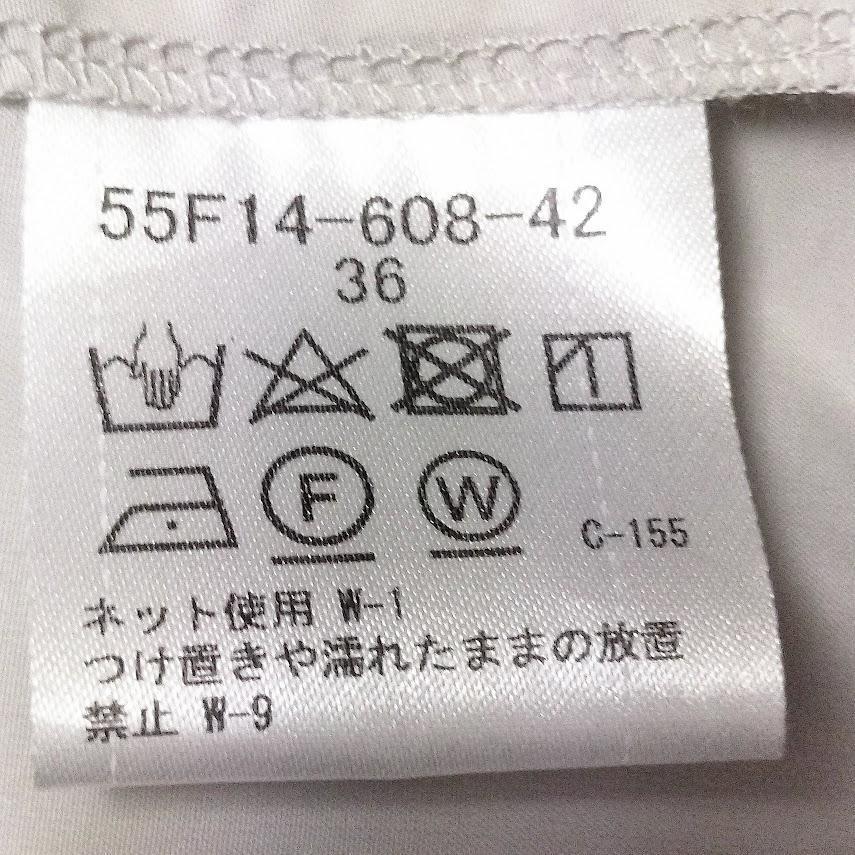 55F14-608-42
36
F W C-155
ネット使用 W-1
つけ置きや濡れたままの放置
禁止 W-9